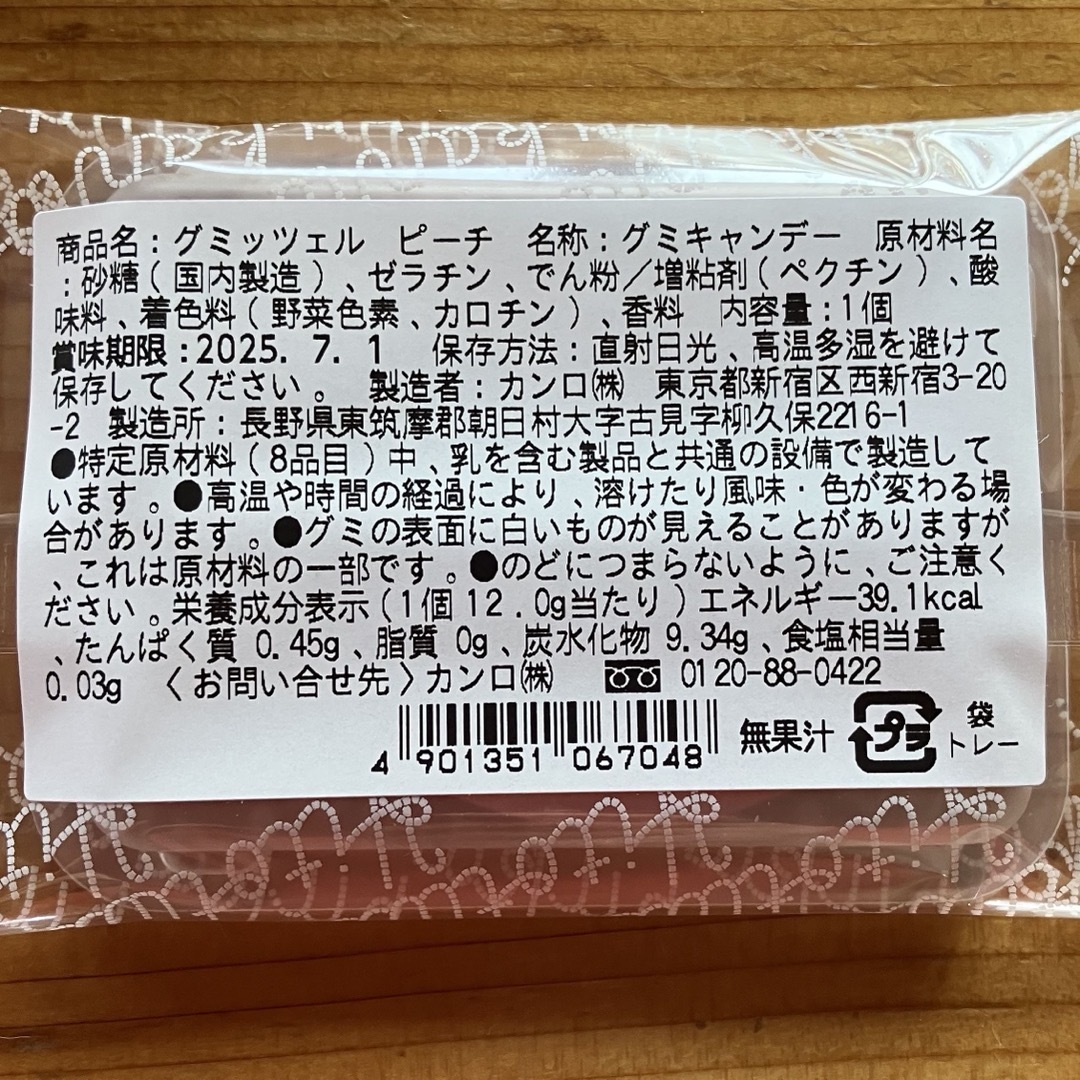 商品名：グミッツェル ピーチ 名称：グミキャンデー 原材料名
：砂糖（国内製造）、ゼラチン、でん粉／増粘剤（ペクチン）、酸
味料、着色料（野菜色素、カロチン）、香料 内容量：1個
賞味期限：2025. 7. 1 保存方法：直射日光、高温多湿を避けて
保存してください。 製造者：カンロ㈱ 東京都新宿区西新宿3-20
-2 製造所：長野県東筑摩郡朝日村大字古見字柳久保2216-1
●特定原材料（8品目）中、乳を含む製品と共通の設備で製造して
います。●高温や時間の経過により、溶けたり風味・色が変わる場
合があります。●グミの表面に白いものが見えることがありますが
、これは原材料の一部です。●のどにつまらないように、ご注意く
ださい。栄養成分表示（1個12.0g当たり）エネルギー39.1kcal
、たんぱく質 0.45g、脂質 0g、炭水化物 9.34g、食塩相当量
0.03g 〈お問い合せ先〉カンロ㈱ 0120-88-0422
4 901351 067048 無果汁 プラ 袋
トレー